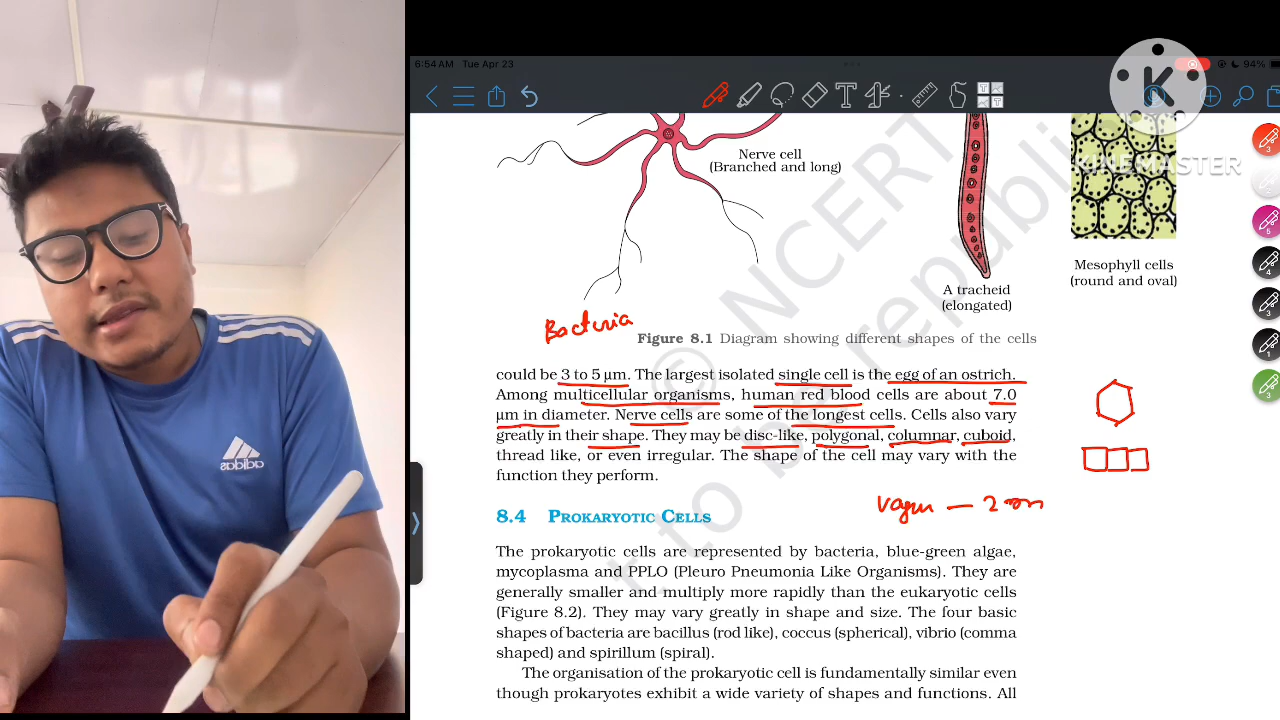 6:54 AM Tue Apr 23
94%
K
KINEMASTER
Nerve cell
(Branched and long)
A tracheid
(elongated)
Mesophyll cells
(round and oval)
Bacteria
Figure 8.1 Diagram showing different shapes of the cells
could be 3 to 5 μm. The largest isolated single cell is the egg of an ostrich.
Among multicellular organisms, human red blood cells are about 7.0
μm in diameter. Nerve cells are some of the longest cells. Cells also vary
greatly in their shape. They may be disc-like, polygonal, columnar, cuboid,
thread like, or even irregular. The shape of the cell may vary with the
function they perform.
8.4 PROKARYOTIC CELLS
The prokaryotic cells are represented by bacteria, blue-green algae,
mycoplasma and PPLO (Pleuro Pneumonia Like Organisms). They are
generally smaller and multiply more rapidly than the eukaryotic cells
(Figure 8.2). They may vary greatly in shape and size. The four basic
shapes of bacteria are bacillus (rod like), coccus (spherical), vibrio (comma
shaped) and spirillum (spiral).
The organisation of the prokaryotic cell is fundamentally similar even
though prokaryotes exhibit a wide variety of shapes and functions. All
© NCERT
to be republi
adidas